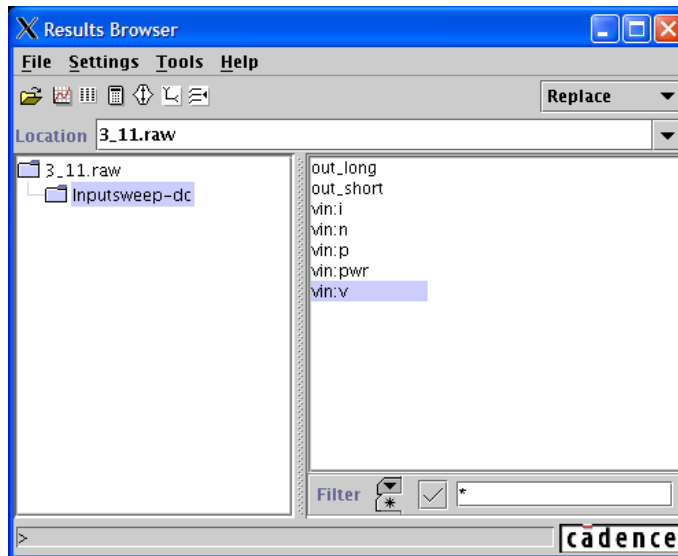 Results Browser
File Settings Tools Help
Replace
Location 3_11.raw
3_11.raw
Inputsweep-dc
out_long
out_short
vin:i
vin:n
vin:p
vin:pwr
vin:v
Filter *
>
cādence